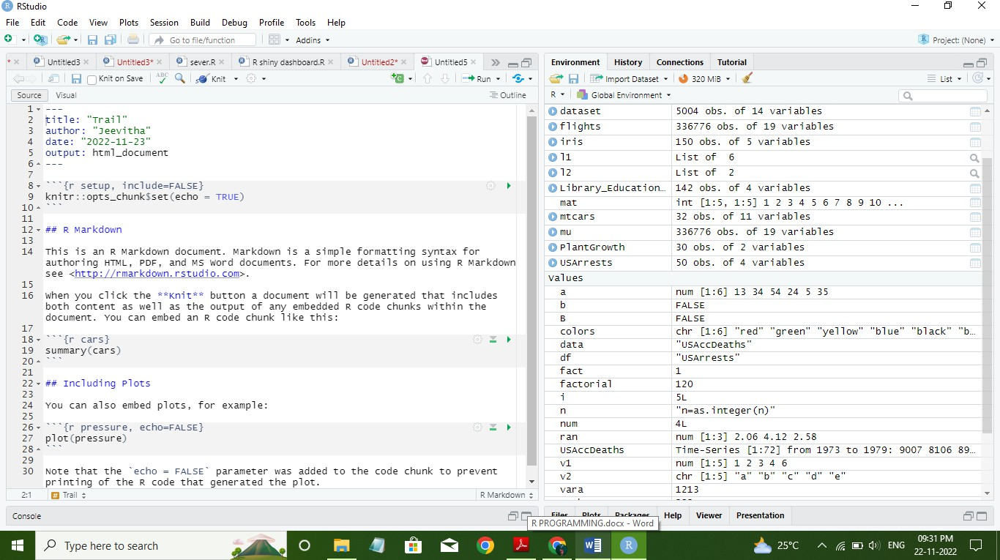 RStudio
File Edit Code View Plots Session Build Debug Profile Tools Help
Go to file/function Addins Project: (None)
* Untitled3 Untitled3* sever.R R shiny dashboard.R Untitled2* Untitled5
Knit on Save ABC Knit Run
Source Visual Outline
1 ---
2 title: "Trail"
3 author: "Jeevitha"
4 date: "2022-11-23"
5 output: html_document
6 ---
7
8 ```{r setup, include=FALSE}
9 knitr::opts_chunk$set(echo = TRUE)
10 ```
11
12 ## R Markdown
13
14 This is an R Markdown document. Markdown is a simple formatting syntax for
authoring HTML, PDF, and MS Word documents. For more details on using R Markdown
see <http://rmarkdown.rstudio.com>.
15
16 When you click the **Knit** button a document will be generated that includes
both content as well as the output of any embedded R code chunks within the
document. You can embed an R code chunk like this:
17
18 ```{r cars}
19 summary(cars)
20 ```
21
22 ## Including Plots
23
24 You can also embed plots, for example:
25
26 ```{r pressure, echo=FALSE}
27 plot(pressure)
28 ```
29
30 Note that the `echo = FALSE` parameter was added to the code chunk to prevent
printing of the R code that generated the plot.
2:1 # Trail R Markdown
Console
Environment History Connections Tutorial
Import Dataset 320 MiB List
R Global Environment
dataset 5004 obs. of 14 variables
flights 336776 obs. of 19 variables
iris 150 obs. of 5 variables
l1 List of 6
l2 List of 2
Library_Education… 142 obs. of 4 variables
mat int [1:5, 1:5] 1 2 3 4 5 6 7 8 9 10 ...
mtcars 32 obs. of 11 variables
mu 336776 obs. of 19 variables
PlantGrowth 30 obs. of 2 variables
USArrests 50 obs. of 4 variables
Values
a num [1:6] 13 34 54 24 5 35
b FALSE
B FALSE
colors chr [1:6] "red" "green" "yellow" "blue" "black" "b…
data "USAccDeaths"
df "USArrests"
fact 1
factorial 120
i 5L
n "n=as.integer(n)"
num 4L
ran num [1:3] 2.06 4.12 2.58
USAccDeaths Time-Series [1:72] from 1973 to 1979: 9007 8106 89…
v1 num [1:5] 1 2 3 4 6
v2 chr [1:5] "a" "b" "c" "d" "e"
vara 1213
Files Plots Packages Help Viewer Presentation
R PROGRAMMING.docx - Word
Type here to search
25°C ENG 09:31 PM
22-11-2022